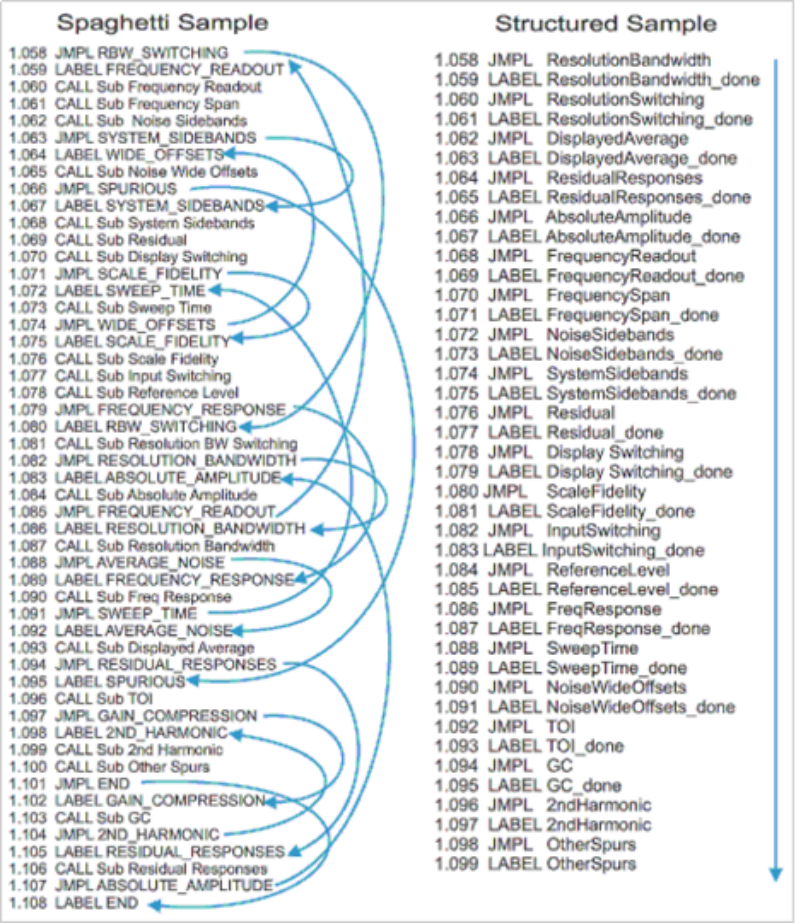 Spaghetti Sample
1.058 JMPL RBW_SWITCHING
1.059 LABEL FREQUENCY_READOUT
1.060 CALL Sub Frequency Readout
1.061 CALL Sub Frequency Span
1.062 CALL Sub Noise Sidebands
1.063 JMPL SYSTEM_SIDEBANDS
1.064 LABEL WIDE_OFFSETS
1.065 CALL Sub Noise Wide Offsets
1.066 JMPL SPURIOUS
1.067 LABEL SYSTEM_SIDEBANDS
1.068 CALL Sub System Sidebands
1.069 CALL Sub Residual
1.070 CALL Sub Display Switching
1.071 JMPL SCALE_FIDELITY
1.072 LABEL SWEEP_TIME
1.073 CALL Sub Sweep Time
1.074 JMPL WIDE_OFFSETS
1.075 LABEL SCALE_FIDELITY
1.076 CALL Sub Scale Fidelity
1.077 CALL Sub Input Switching
1.078 CALL Sub Reference Level
1.079 JMPL FREQUENCY_RESPONSE
1.080 LABEL RBW_SWITCHING
1.081 CALL Sub Resolution BW Switching
1.082 JMPL RESOLUTION_BANDWIDTH
1.083 LABEL ABSOLUTE_AMPLITUDE
1.084 CALL Sub Absolute Amplitude
1.085 JMPL FREQUENCY_READOUT
1.086 LABEL RESOLUTION_BANDWIDTH
1.087 CALL Sub Resolution Bandwidth
1.088 JMPL AVERAGE_NOISE
1.089 LABEL FREQUENCY_RESPONSE
1.090 CALL Sub Freq Response
1.091 JMPL SWEEP_TIME
1.092 LABEL AVERAGE_NOISE
1.093 CALL Sub Displayed Average
1.094 JMPL RESIDUAL_RESPONSES
1.095 LABEL SPURIOUS
1.096 CALL Sub TOI
1.097 JMPL GAIN_COMPRESSION
1.098 LABEL 2ND_HARMONIC
1.099 CALL Sub 2nd Harmonic
1.100 CALL Sub Other Spurs
1.101 JMPL END
1.102 LABEL GAIN_COMPRESSION
1.103 CALL Sub GC
1.104 JMPL 2ND_HARMONIC
1.105 LABEL RESIDUAL_RESPONSES
1.106 CALL Sub Residual Responses
1.107 JMPL ABSOLUTE_AMPLITUDE
1.108 LABEL END
Structured Sample
1.058 JMPL ResolutionBandwidth
1.059 LABEL ResolutionBandwidth_done
1.060 JMPL ResolutionSwitching
1.061 LABEL ResolutionSwitching_done
1.062 JMPL DisplayedAverage
1.063 LABEL DisplayedAverage_done
1.064 JMPL ResidualResponses
1.065 LABEL ResidualResponses_done
1.066 JMPL AbsoluteAmplitude
1.067 LABEL AbsoluteAmplitude_done
1.068 JMPL FrequencyReadout
1.069 LABEL FrequencyReadout_done
1.070 JMPL FrequencySpan
1.071 LABEL FrequencySpan_done
1.072 JMPL NoiseSidebands
1.073 LABEL NoiseSidebands_done
1.074 JMPL SystemSidebands
1.075 LABEL SystemSidebands_done
1.076 JMPL Residual
1.077 LABEL Residual_done
1.078 JMPL Display Switching
1.079 LABEL Display Switching_done
1.080 JMPL ScaleFidelity
1.081 LABEL ScaleFidelity_done
1.082 JMPL InputSwitching
1.083 LABEL InputSwitching_done
1.084 JMPL ReferenceLevel
1.085 LABEL ReferenceLevel_done
1.086 JMPL FreqResponse
1.087 LABEL FreqResponse_done
1.088 JMPL SweepTime
1.089 LABEL SweepTime_done
1.090 JMPL NoiseWideOffsets
1.091 LABEL NoiseWideOffsets_done
1.092 JMPL TOI
1.093 LABEL TOI_done
1.094 JMPL GC
1.095 LABEL GC_done
1.096 JMPL 2ndHarmonic
1.097 LABEL 2ndHarmonic
1.098 JMPL OtherSpurs
1.099 LABEL OtherSpurs